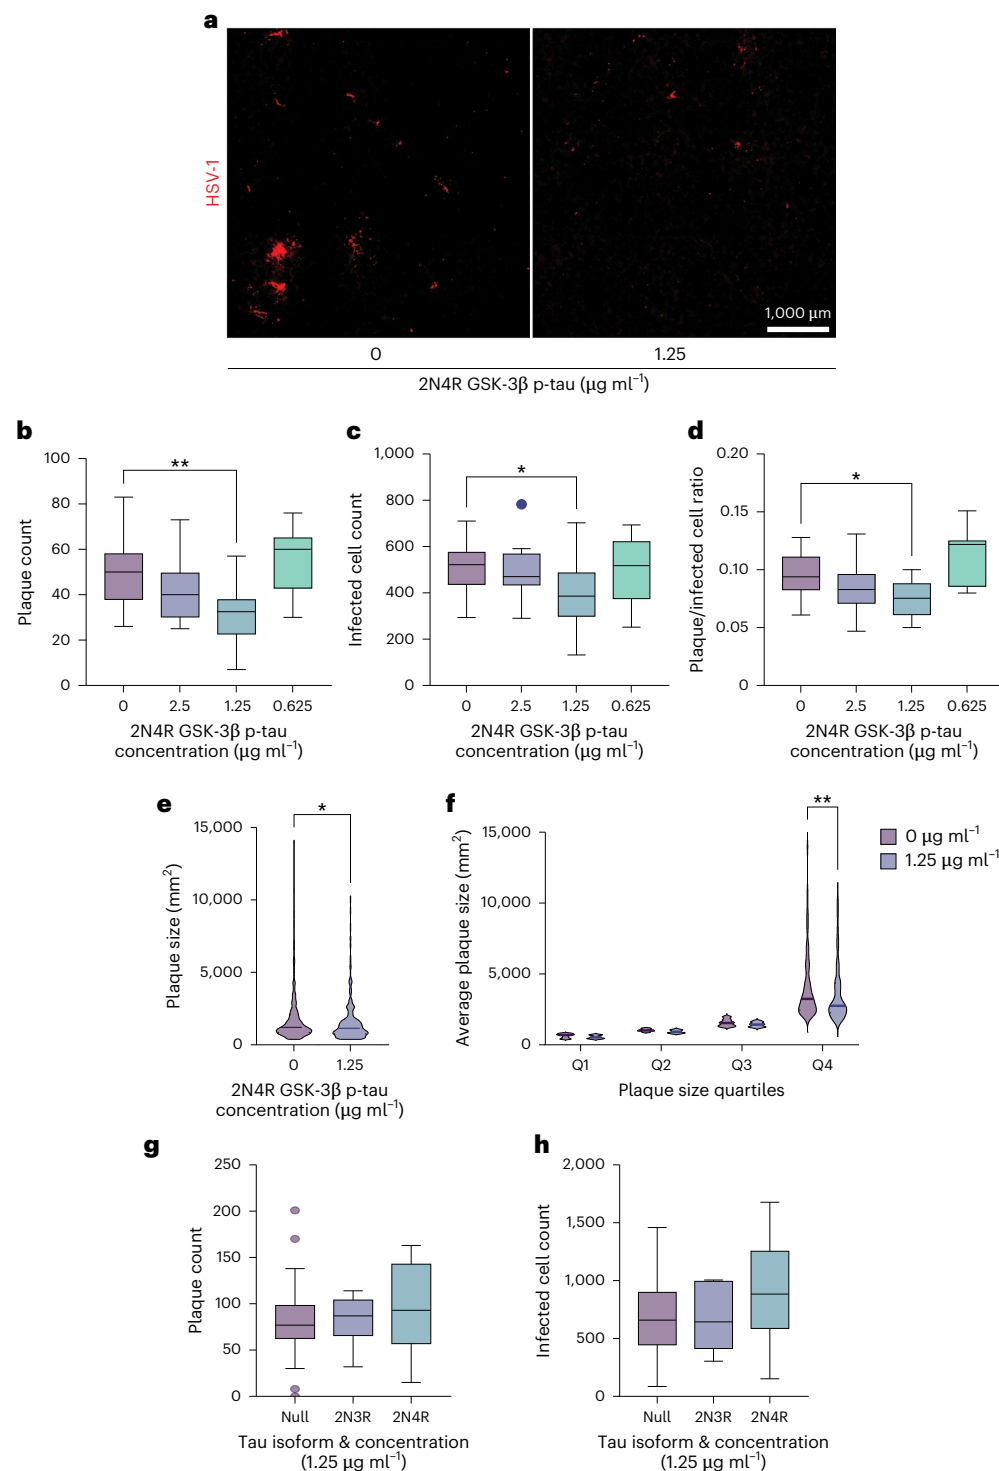 a
HSV-1
1,000 μm
0 1.25
2N4R GSK-3β p-tau (μg ml⁻¹)
b
Plaque count
100
80
60
40
20
0
**
0 2.5 1.25 0.625
2N4R GSK-3β p-tau
concentration (μg ml⁻¹)
c
Infected cell count
1,000
800
600
400
200
0
*
0 2.5 1.25 0.625
2N4R GSK-3β p-tau
concentration (μg ml⁻¹)
d
Plaque/infected cell ratio
0.20
0.15
0.10
0.05
0
*
0 2.5 1.25 0.625
2N4R GSK-3β p-tau
concentration (μg ml⁻¹)
e
Plaque size (mm²)
15,000
10,000
5,000
0
*
0 1.25
2N4R GSK-3β p-tau
concentration (μg ml⁻¹)
f
Average plaque size (mm²)
15,000
10,000
5,000
0
**
Q1 Q2 Q3 Q4
Plaque size quartiles
0 μg ml⁻¹
1.25 μg ml⁻¹
g
Plaque count
250
200
150
100
50
0
Null 2N3R 2N4R
Tau isoform & concentration
(1.25 μg ml⁻¹)
h
Infected cell count
2,000
1,500
1,000
500
0
Null 2N3R 2N4R
Tau isoform & concentration
(1.25 μg ml⁻¹)